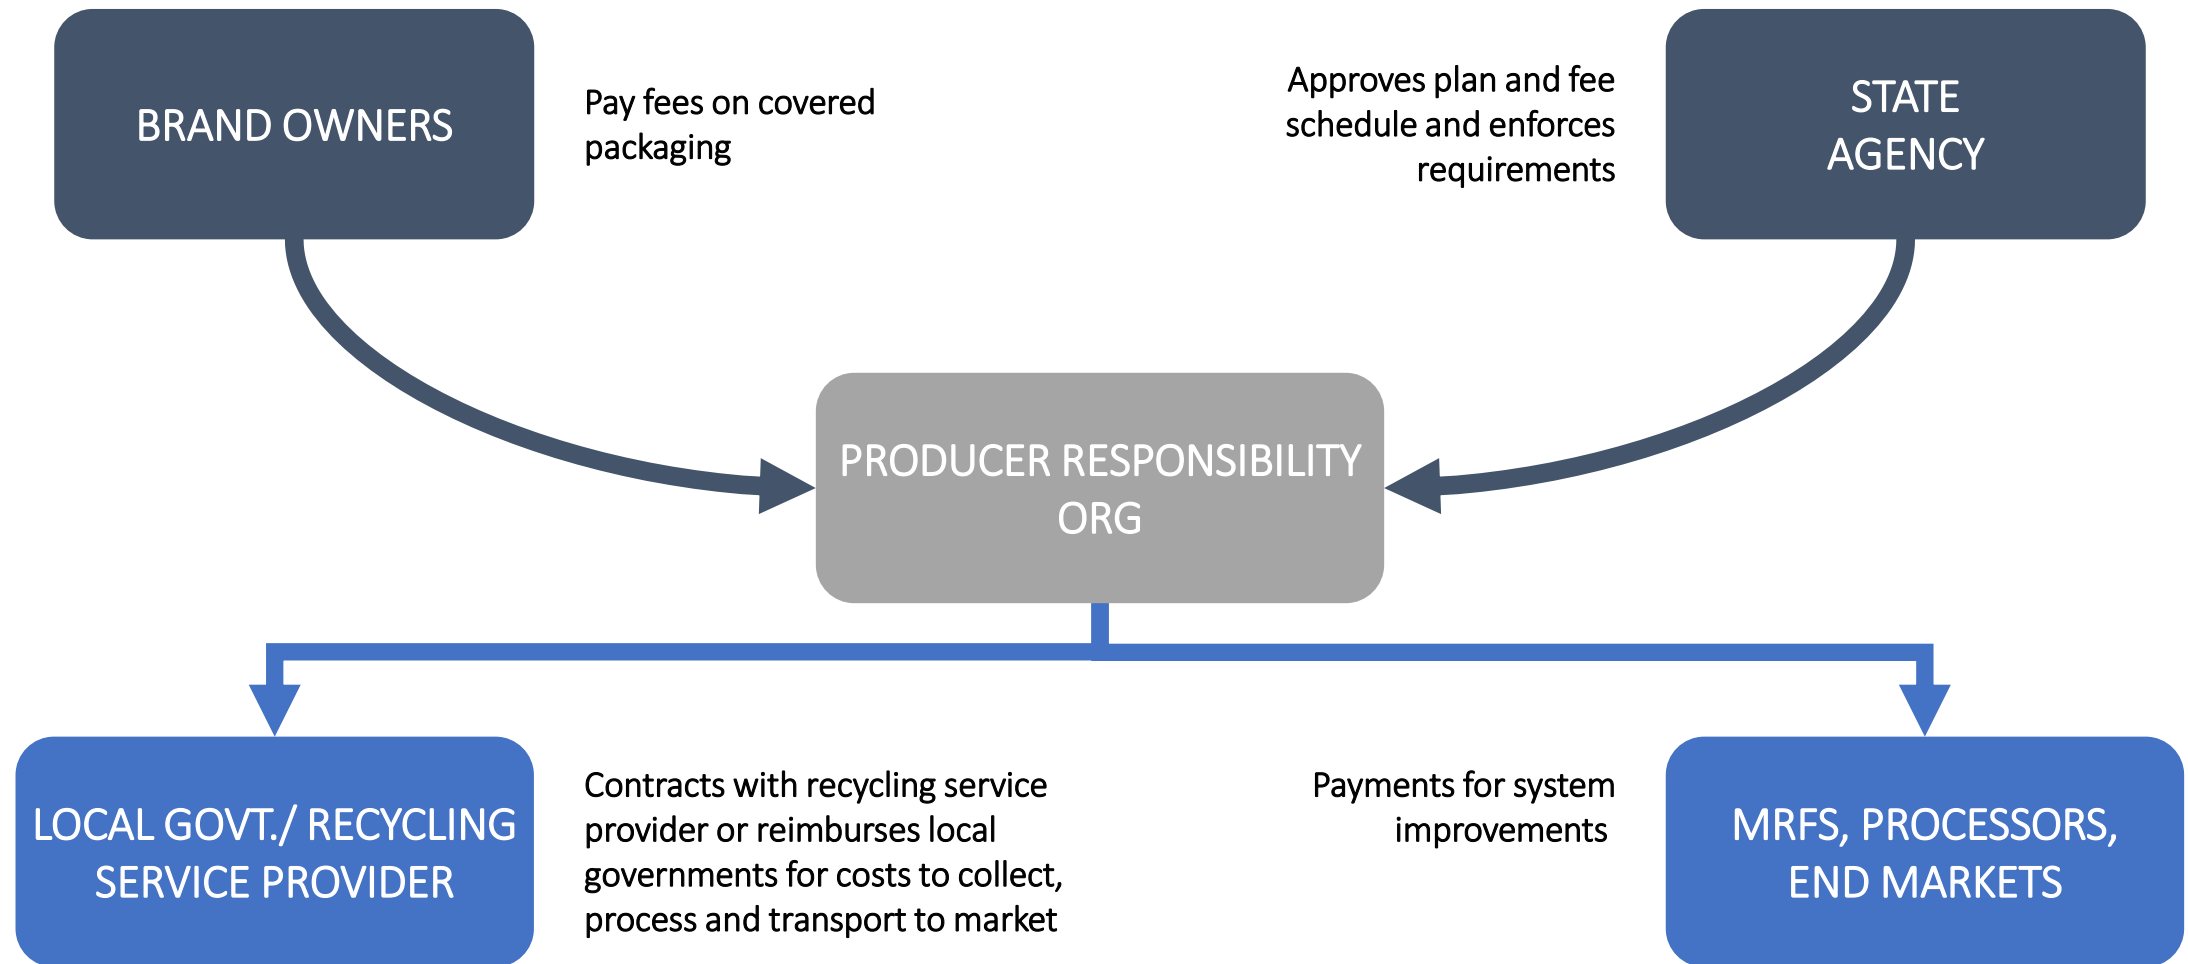 BRAND OWNERS
Pay fees on covered
packaging
Approves plan and fee
schedule and enforces
requirements
STATE
AGENCY
PRODUCER RESPONSIBILITY
ORG
LOCAL GOVT./ RECYCLING
SERVICE PROVIDER
Contracts with recycling service
provider or reimburses local
governments for costs to collect,
process and transport to market
Payments for system
improvements
MRFS, PROCESSORS,
END MARKETS